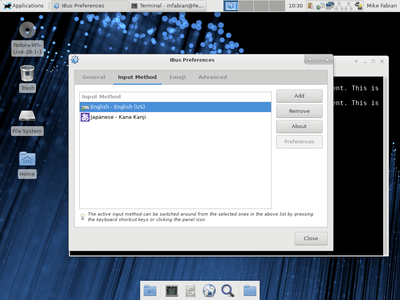 Applications
IBus Preferences
Terminal - mfabian@Fe...
10:30
Mike Fabian
Fedora-WS-
Live-26-1-1
Trash
File System
Home
IBus Preferences
General
Input Method
Emoji
Advanced
Input Method
English - English (US)
あ Japanese - Kana Kanji
Add
Remove
About
Preferences
The active input method can be switched around from the selected ones in the above list by pressing
the keyboard shortcut keys or clicking the panel icon.
Close
ent. This is
ent. This is